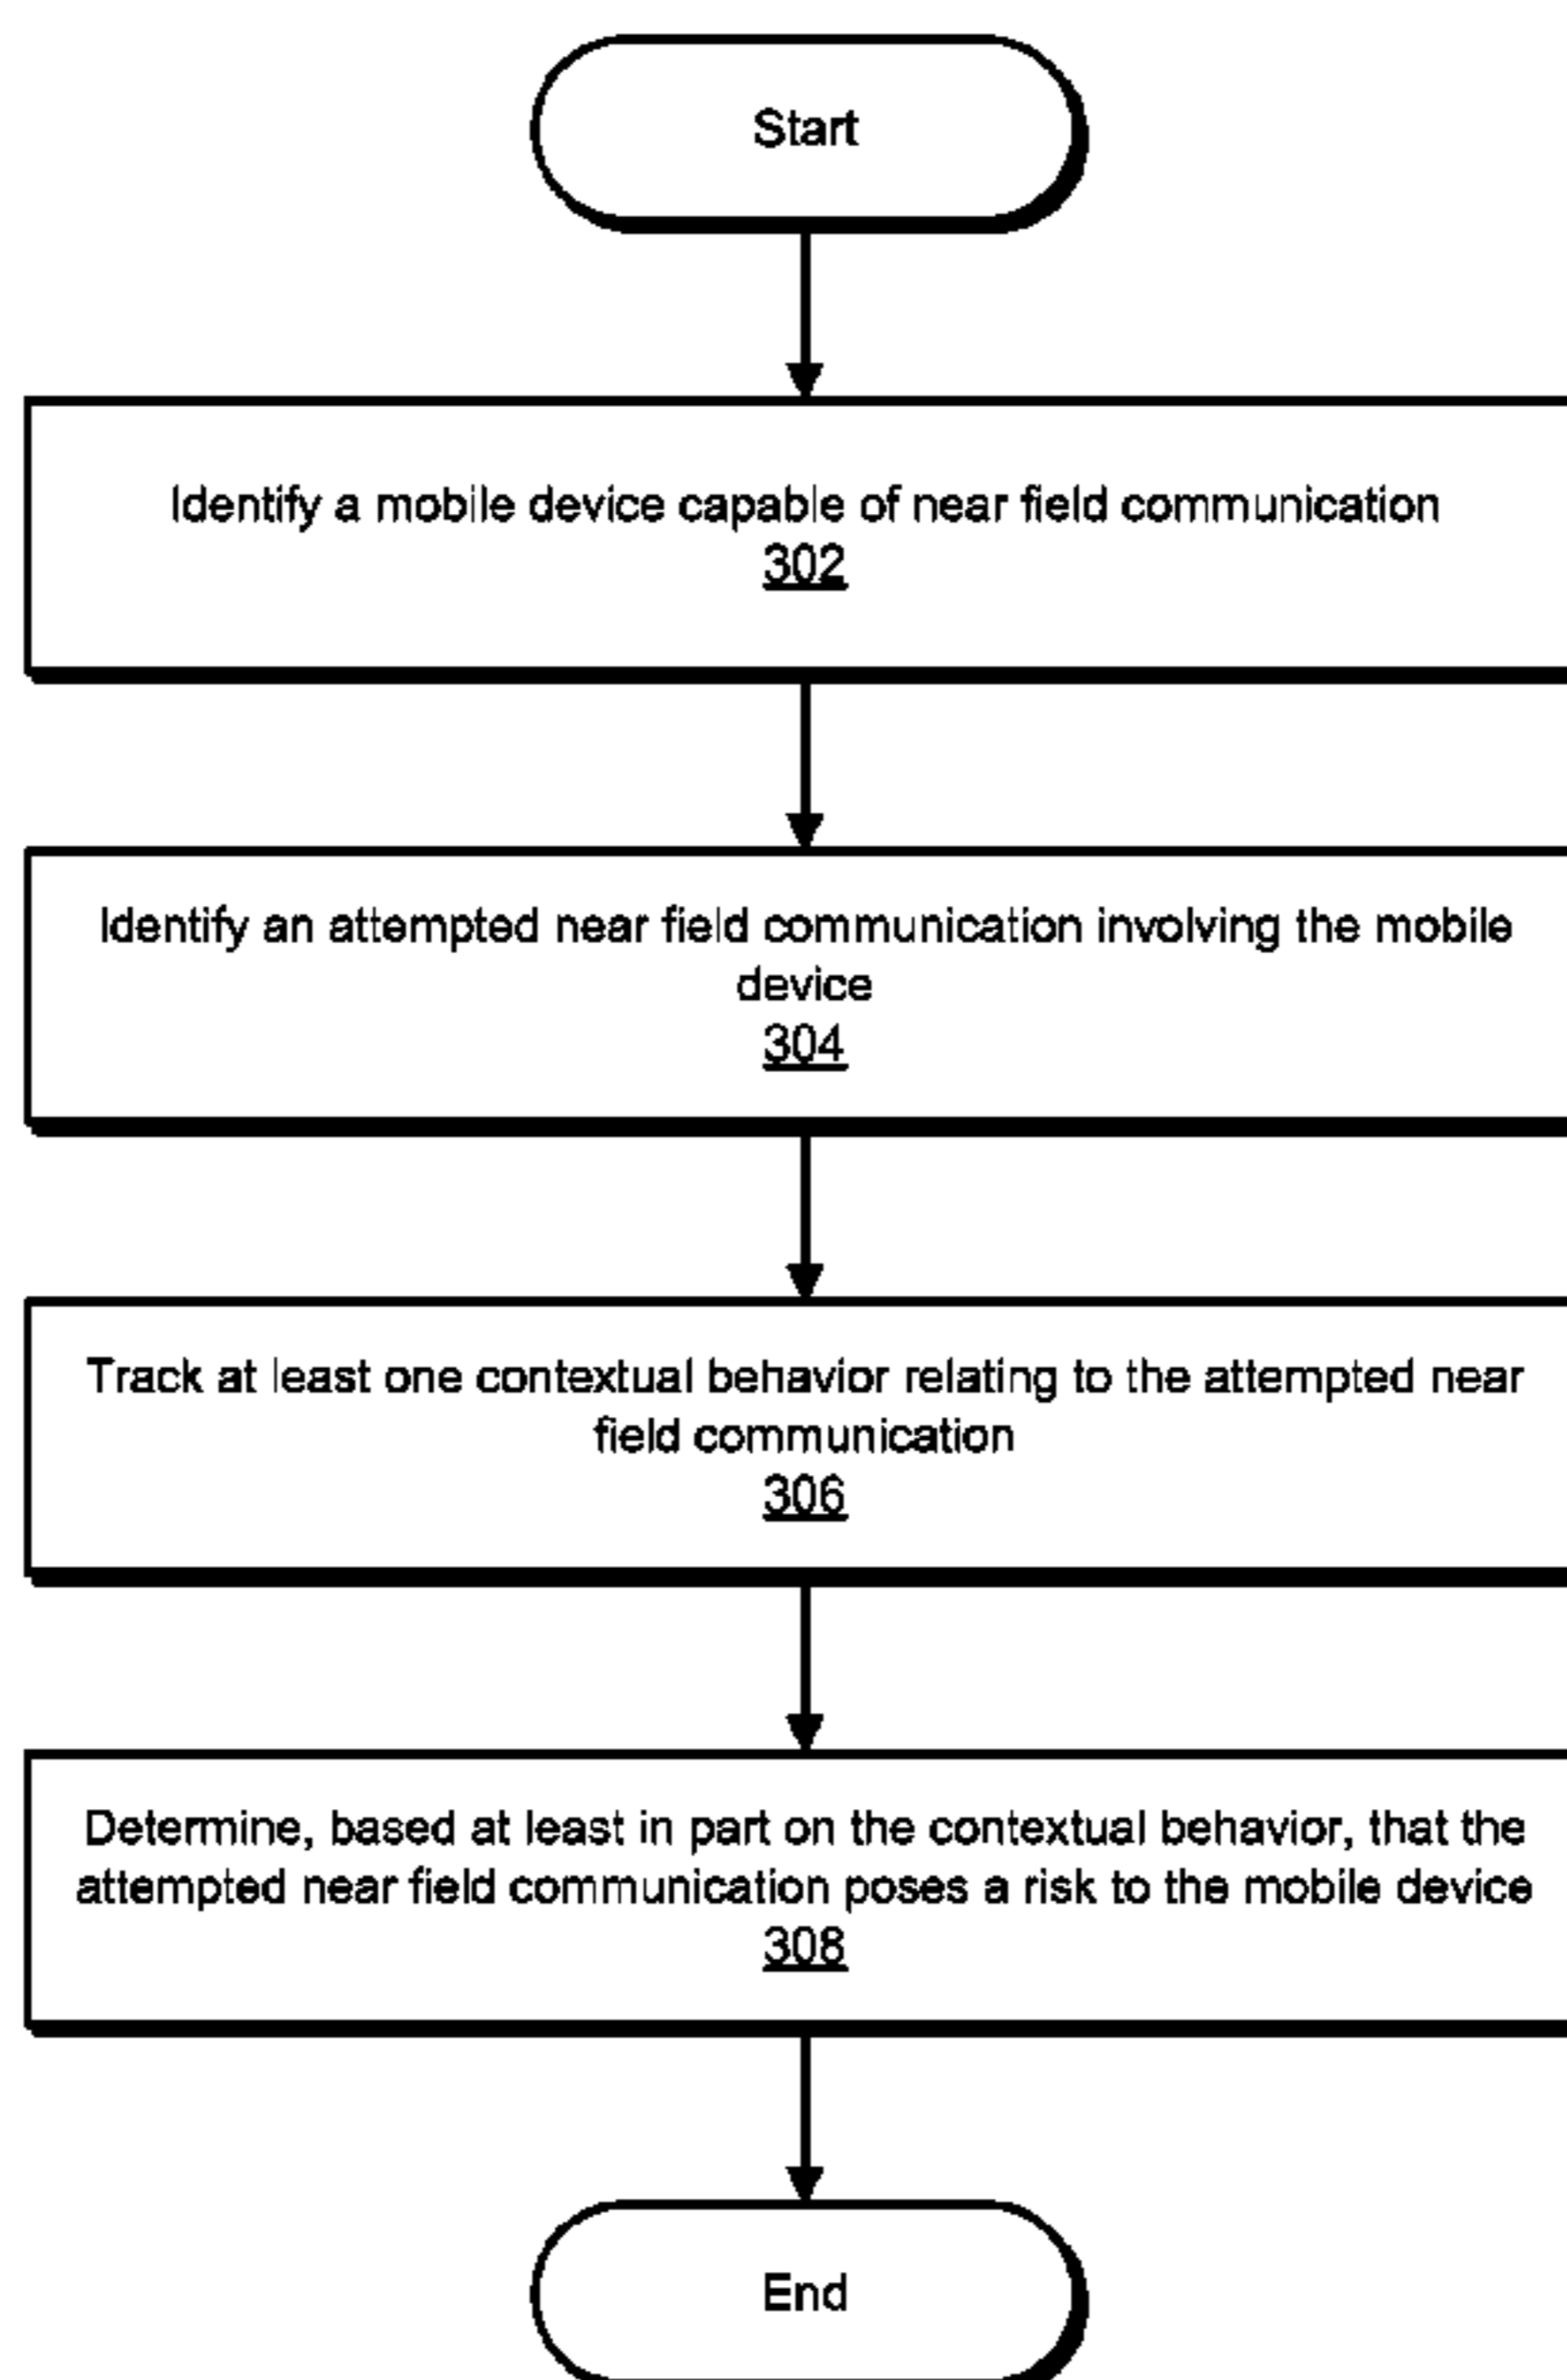 Start
Identify a mobile device capable of near field communication
302
Identify an attempted near field communication involving the mobile
device
304
Track at least one contextual behavior relating to the attempted near
field communication
306
Determine, based at least in part on the contextual behavior, that the
attempted near field communication poses a risk to the mobile device
308
End